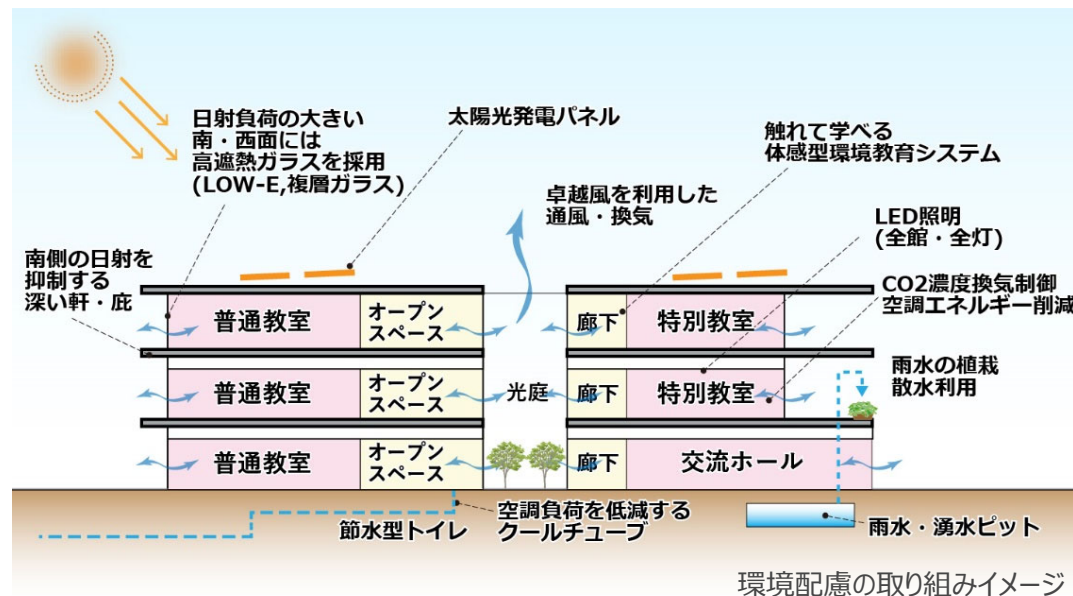 日射負荷の大きい
南・西面には
高遮熱ガラスを採用
(LOW-E,複層ガラス)
太陽光発電パネル
触れて学べる
体感型環境教育システム
卓越風を利用した
通風・換気
LED照明
(全館・全灯)
南側の日射を
抑制する
深い軒・庇
CO2濃度換気制御
空調エネルギー削減
普通教室
オープン
スペース
廊下
特別教室
雨水の植栽
散水利用
普通教室
オープン
スペース
光庭
廊下
特別教室
普通教室
オープン
スペース
廊下
交流ホール
節水型トイレ
空調負荷を低減する
クールチューブ
雨水・湧水ピット
環境配慮の取り組みイメージ